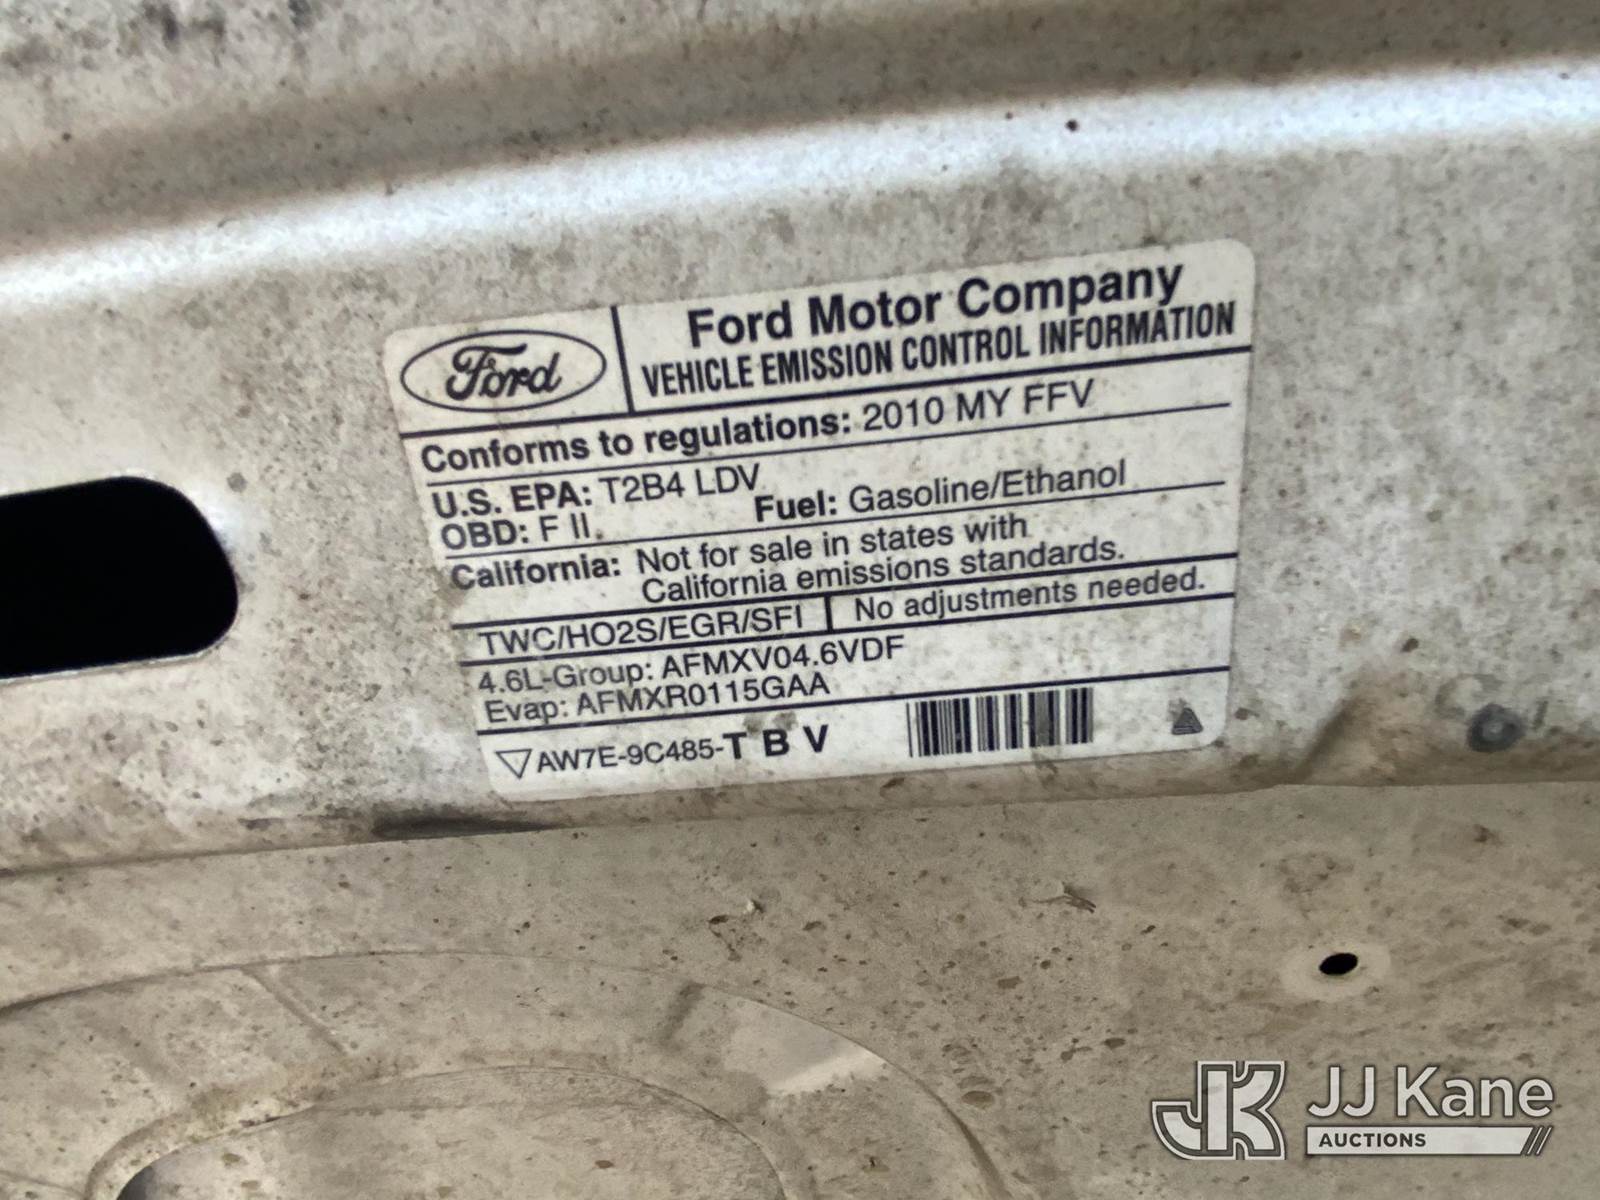 Ford
Ford Motor Company
VEHICLE EMISSION CONTROL INFORMATION
Conforms to regulations: 2010 MY FFV
U.S. EPA: T2B4 LDV
OBD: F II
Fuel: Gasoline/Ethanol
California: Not for sale in states with
California emissions standards.
TWC/HO2S/EGR/SFI
No adjustments needed.
4.6L-Group: AFMXV04.6VDF
Evap: AFMXR0115GAA
AW7E-9C485-T B V
JK JJ Kane
AUCTIONS